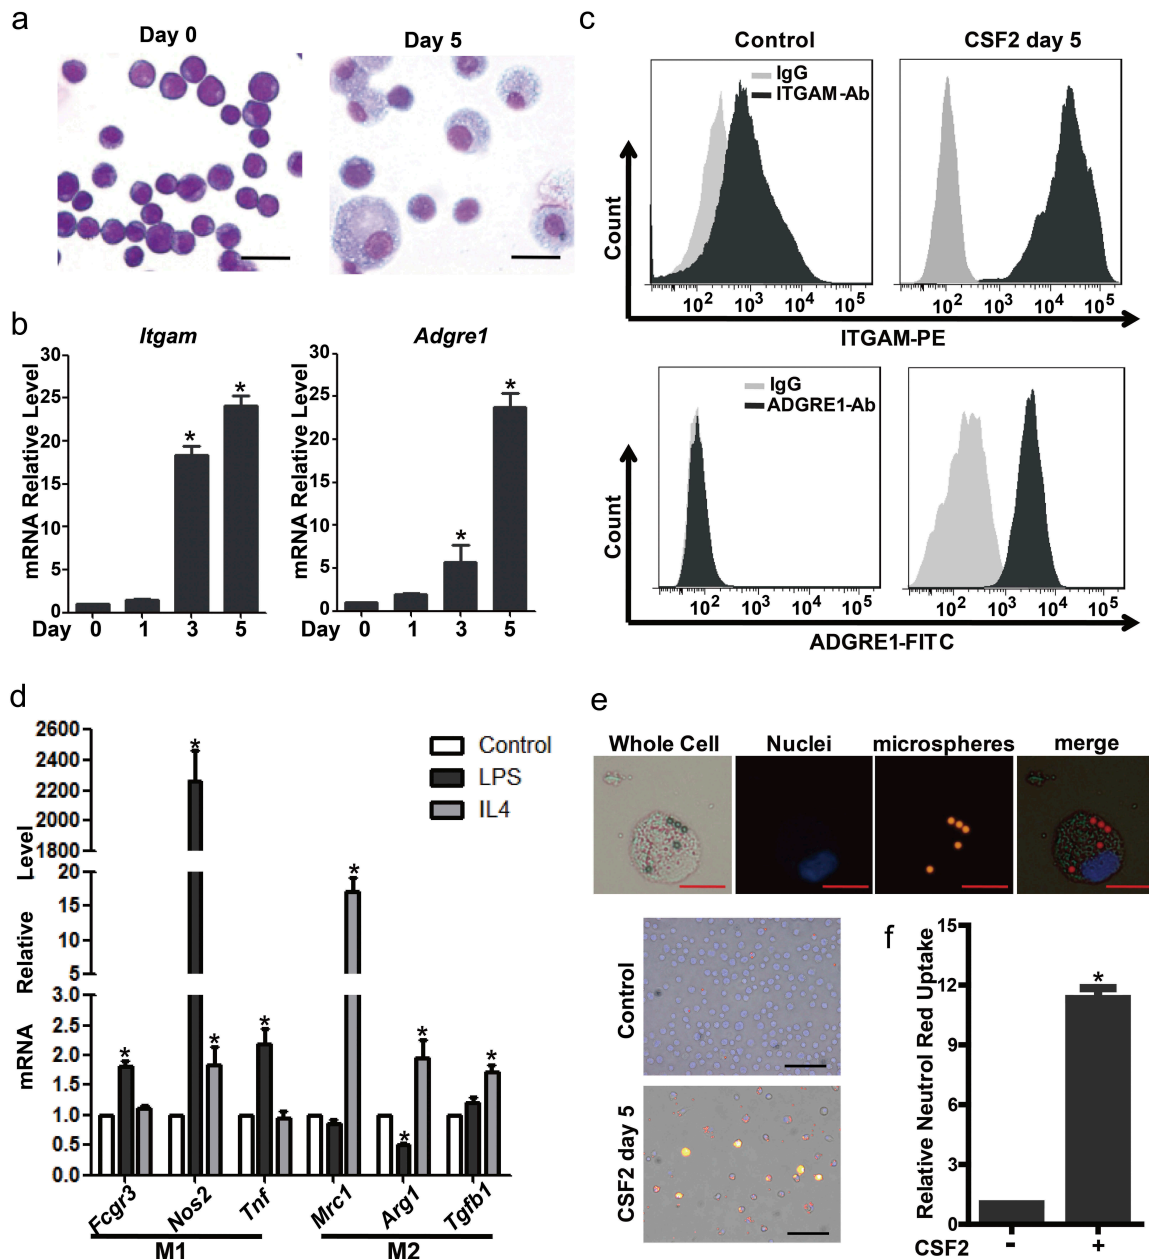 a
Day 0
Day 5
b
Itgam
Adgre1
mRNA Relative Level
30
25
20
15
10
5
0
*
*
Day 0 1 3 5
mRNA Relative Level
30
25
20
15
10
5
0
*
*
0 1 3 5
c
Control
CSF2 day 5
IgG
ITGAM-Ab
Count
10² 10³ 10⁴ 10⁵
10² 10³ 10⁴ 10⁵
ITGAM-PE
IgG
ADGRE1-Ab
Count
10² 10³ 10⁴ 10⁵
10² 10³ 10⁴ 10⁵
ADGRE1-FITC
d
mRNA Relative Level
2600
2400
2200
2000
1800
20
15
10
5
3.0
2.5
2.0
1.5
1.0
0.5
0.0
Control
LPS
IL4
* * * * * * * *
Fcgr3 Nos2 Tnf Mrc1 Arg1 Tgfb1
M1 M2
e
Whole Cell Nuclei microspheres merge
Control
CSF2 day 5
f
Relative Neutrol Red Uptake
15
12
9
6
3
0
*
CSF2 - +